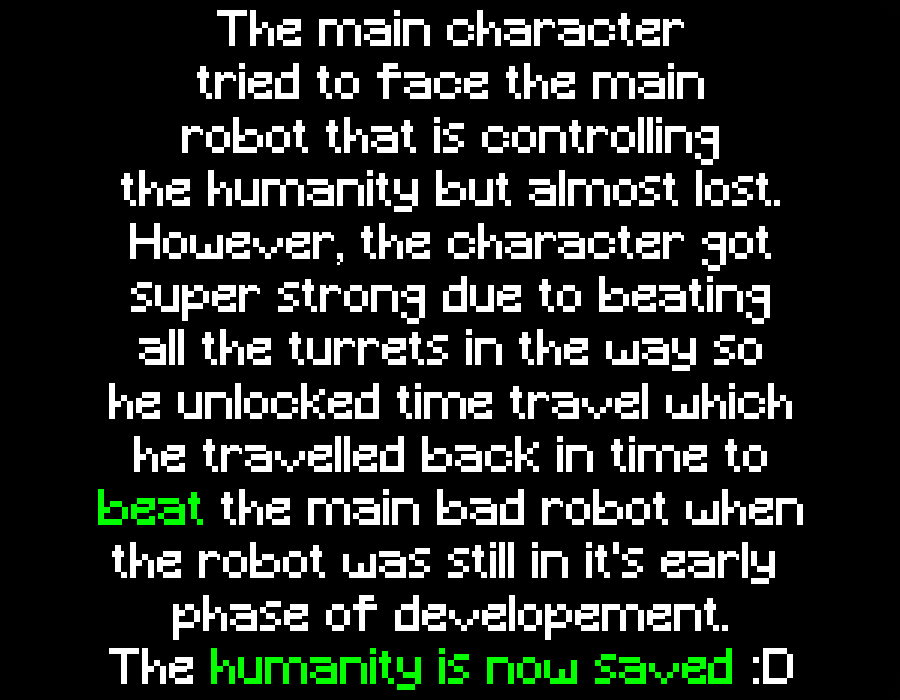 The main character
tried to face the main
robot that is controlling
the humanity but almost lost.
However, the character got
super strong due to beating
all the turrets in the way so
he unlocked time travel which
he travelled back in time to
beat the main bad robot when
the robot was still in it's early
phase of developement.
The humanity is now saved :D